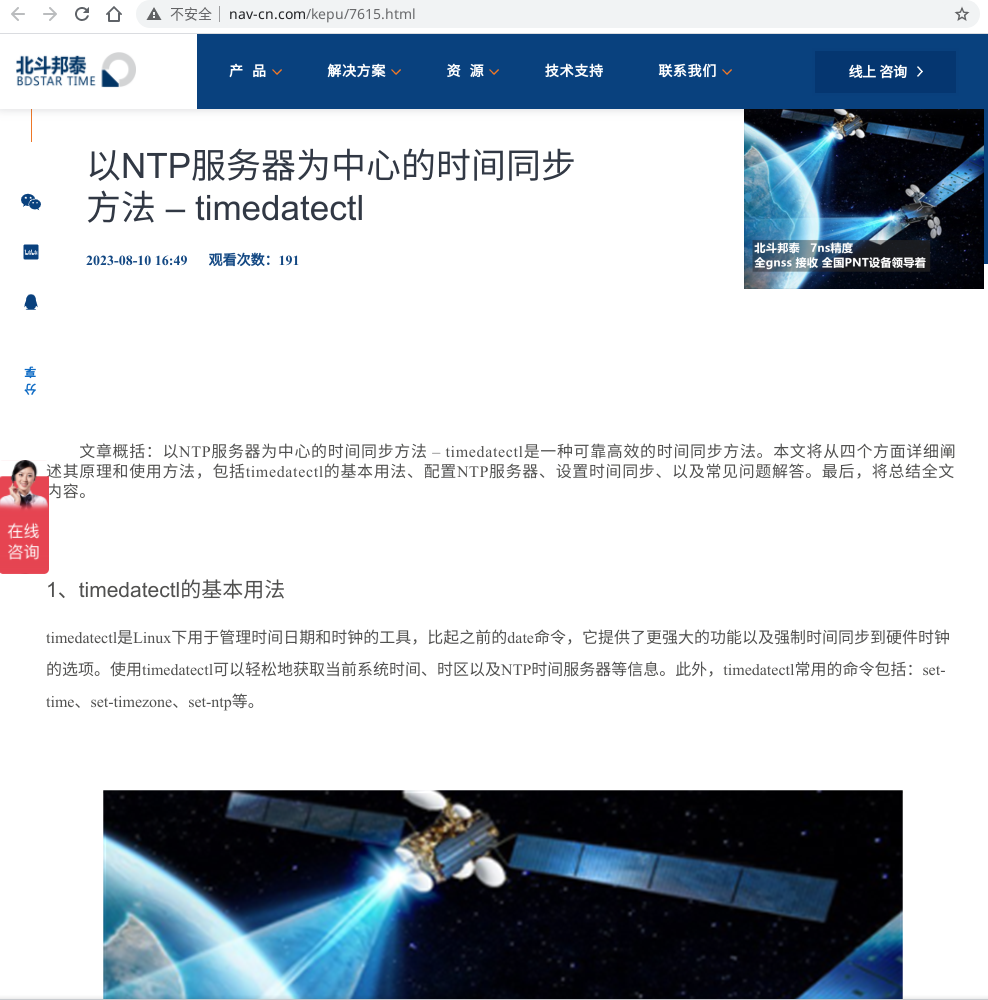 不安全 nav-cn.com/kepu/7615.html
北斗邦泰
BDSTAR TIME
产 品
解决方案
资 源
技术支持
联系我们
线上 咨询
以NTP服务器为中心的时间同步
方法 – timedatectl
2023-08-10 16:49 观看次数：191
北斗邦泰 7ns精度
全gnss 接收 全国PNT设备领导着
分享
文章概括：以NTP服务器为中心的时间同步方法 – timedatectl是一种可靠高效的时间同步方法。本文将从四个方面详细阐
述其原理和使用方法，包括timedatectl的基本用法、配置NTP服务器、设置时间同步、以及常见问题解答。最后，将总结全文
内容。
在线
咨询
1、timedatectl的基本用法
timedatectl是Linux下用于管理时间日期和时钟的工具，比起之前的date命令，它提供了更强大的功能以及强制时间同步到硬件时钟
的选项。使用timedatectl可以轻松地获取当前系统时间、时区以及NTP时间服务器等信息。此外，timedatectl常用的命令包括：set-
time、set-timezone、set-ntp等。